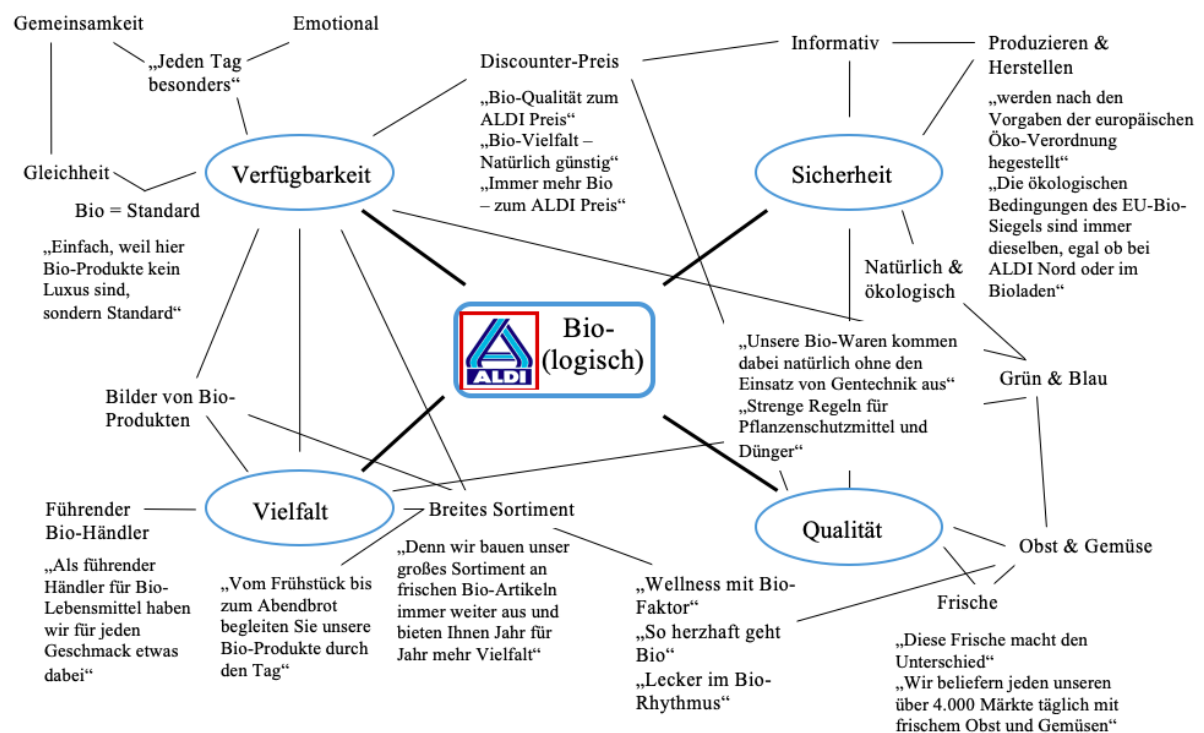 Gemeinsamkeit
Emotional
„Jeden Tag
besonders“
Gleichheit
Bio = Standard
„Einfach, weil hier
Bio-Produkte kein
Luxus sind,
sondern Standard“
Verfügbarkeit
Discounter-Preis
„Bio-Qualität zum
ALDI Preis“
„Bio-Vielfalt –
Natürlich günstig“
„Immer mehr Bio
– zum ALDI Preis“
Informativ
Produzieren &
Herstellen
„werden nach den
Vorgaben der europäischen
Öko-Verordnung
hegestellt“
„Die ökologischen
Bedingungen des EU-Bio-
Siegels sind immer
dieselben, egal ob bei
ALDI Nord oder im
Bioladen“
Sicherheit
Natürlich &
ökologisch
ALDI
Bio-
(logisch)
„Unsere Bio-Waren kommen
dabei natürlich ohne den
Einsatz von Gentechnik aus“
„Strenge Regeln für
Pflanzenschutzmittel und
Dünger“
Grün & Blau
Bilder von Bio-
Produkten
Führender
Bio-Händler
„Als führender
Händler für Bio-
Lebensmittel haben
wir für jeden
Geschmack etwas
dabei“
Vielfalt
„Vom Frühstück bis
zum Abendbrot
begleiten Sie unsere
Bio-Produkte durch
den Tag“
Breites Sortiment
„Denn wir bauen unser
großes Sortiment an
frischen Bio-Artikeln
immer weiter aus und
bieten Ihnen Jahr für
Jahr mehr Vielfalt“
„Wellness mit Bio-
Faktor“
„So herzhaft geht
Bio“
„Lecker im Bio-
Rhythmus“
Qualität
Obst & Gemüse
Frische
„Diese Frische macht den
Unterschied“
„Wir beliefern jeden unseren
über 4.000 Märkte täglich mit
frischem Obst und Gemüsen“